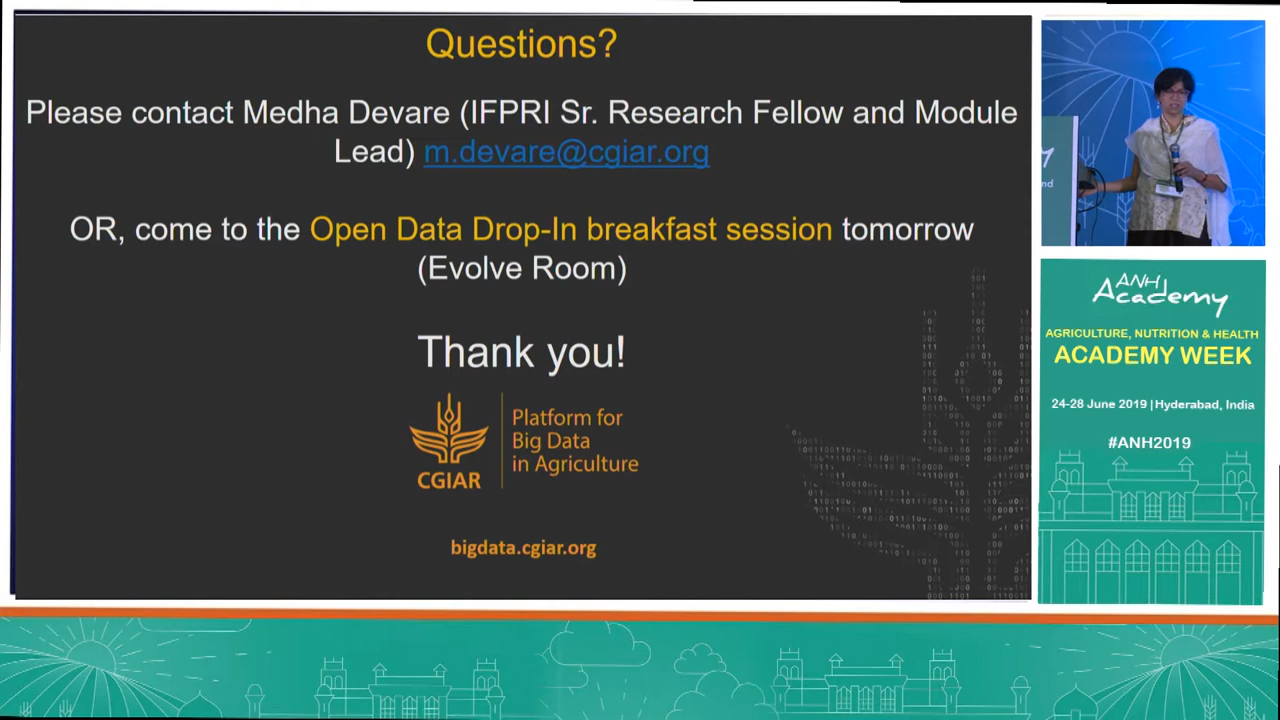 Questions?
Please contact Medha Devare (IFPRI Sr. Research Fellow and Module
Lead) m.devare@cgiar.org
OR, come to the Open Data Drop-In breakfast session tomorrow
(Evolve Room)
Thank you!
CGIAR
Platform for
Big Data
in Agriculture
bigdata.cgiar.org
nd
ANH
Academy
AGRICULTURE, NUTRITION & HEALTH
ACADEMY WEEK
24-28 June 2019 | Hyderabad, India
#ANH2019